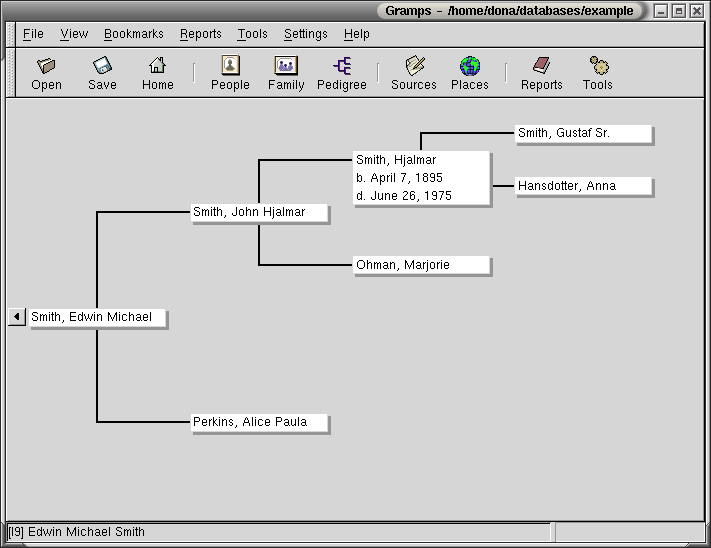 Gramps - /home/dona/databases/example
File View Bookmarks Reports Tools Settings Help
Open Save Home People Family Pedigree Sources Places Reports Tools
Smith, Gustaf Sr.
Smith, Hjalmar
b. April 7, 1895
d. June 26, 1975
Hansdotter, Anna
Smith, John Hjalmar
Ohman, Marjorie
Smith, Edwin Michael
Perkins, Alice Paula
[I9] Edwin Michael Smith